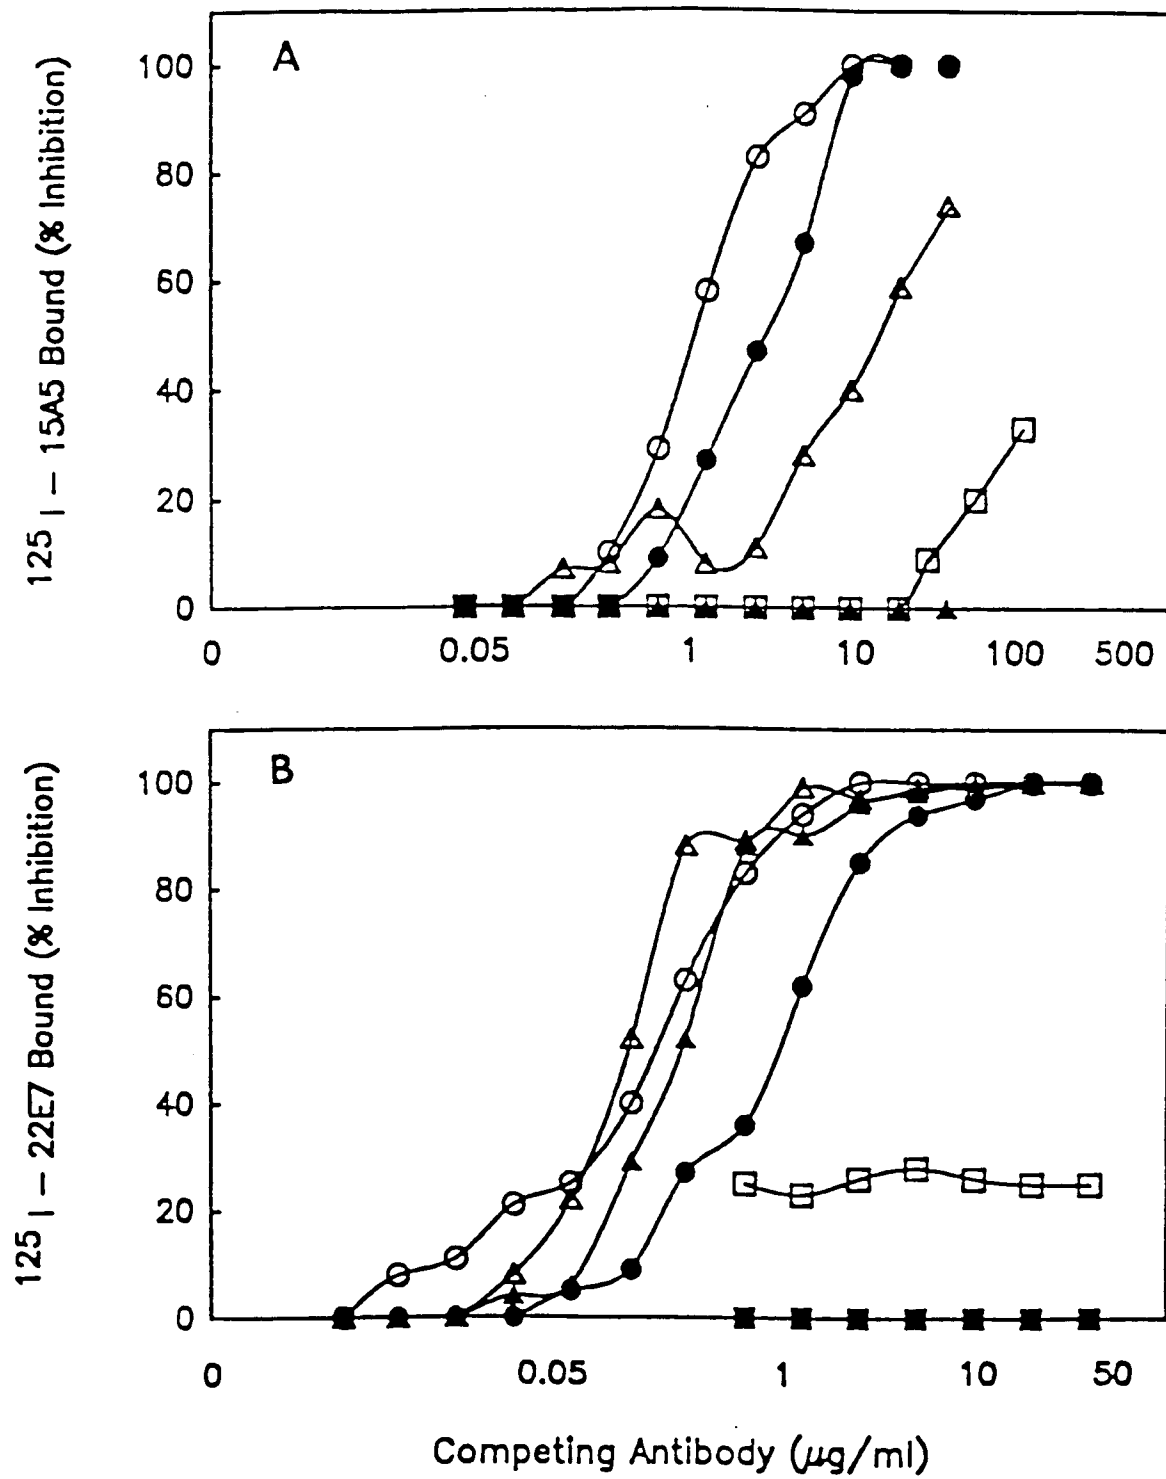 A
125 I – 15A5 Bound (% Inhibition)
100
80
60
40
20
0
0 0.05 1 10 100 500
B
125 I – 22E7 Bound (% Inhibition)
100
80
60
40
20
0
0 0.05 1 10 50
Competing Antibody (μg/ml)